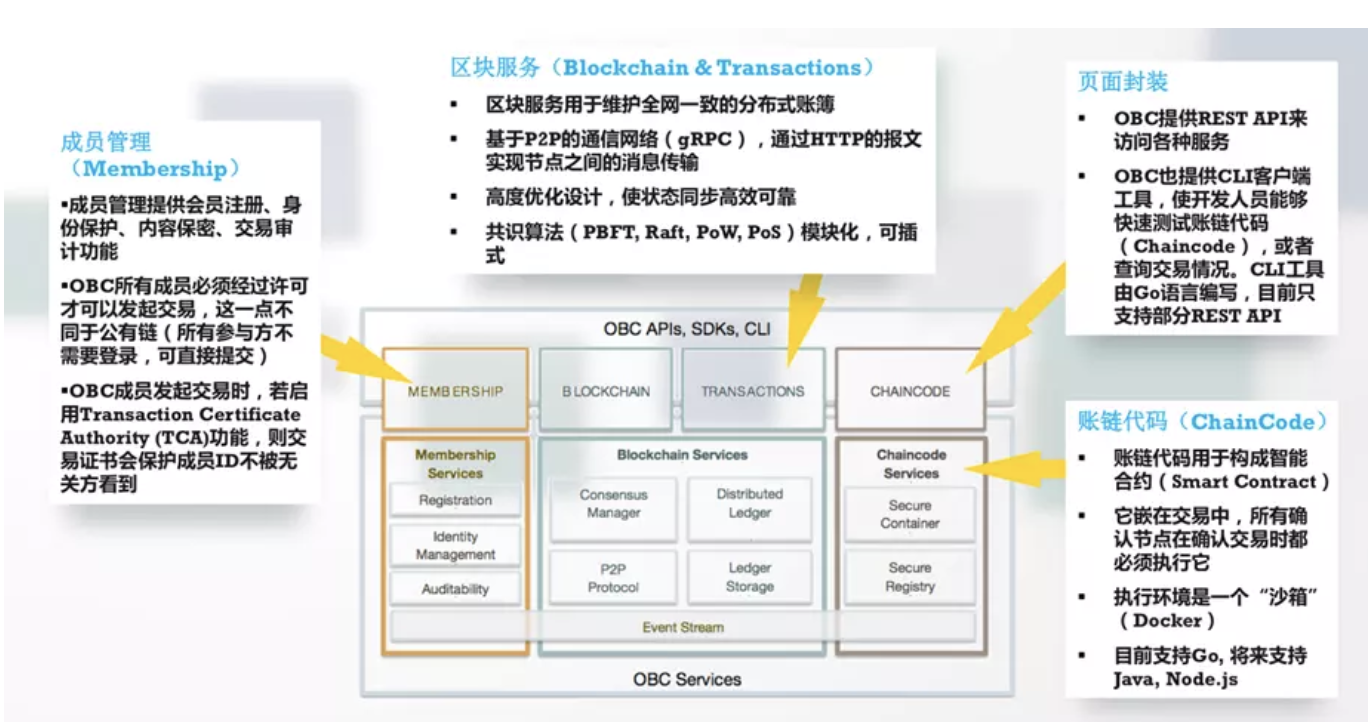 区块服务（Blockchain & Transactions）
▪ 区块服务用于维护全网一致的分布式账簿
▪ 基于P2P的通信网络（gRPC），通过HTTP的报文
实现节点之间的消息传输
▪ 高度优化设计，使状态同步高效可靠
▪ 共识算法（PBFT, Raft, PoW, PoS）模块化，可插
式
页面封装
▪ OBC提供REST API来
访问各种服务
▪ OBC也提供CLI客户端
工具，使开发人员能够
快速测试账链代码
（Chaincode），或者
查询交易情况。CLI工具
由Go语言编写，目前只
支持部分REST API
成员管理
（Membership）
▪成员管理提供会员注册、身
份保护、内容保密、交易审
计功能
▪OBC所有成员必须经过许可
才可以发起交易，这一点不
同于公有链（所有参与方不
需要登录，可直接提交）
▪OBC成员发起交易时，若启
用Transaction Certificate
Authority (TCA)功能，则交
易证书会保护成员ID不被无
关方看到
OBC APIs, SDKs, CLI
MEMBERSHIP
BLOCKCHAIN
TRANSACTIONS
CHAINCODE
Membership
Services
Registration
Identity
Management
Auditability
Blockchain Services
Consensus
Manager
Distributed
Ledger
P2P
Protocol
Ledger
Storage
Chaincode
Services
Secure
Container
Secure
Registry
Event Stream
OBC Services
账链代码（ChainCode）
▪ 账链代码用于构成智能
合约（Smart Contract）
▪ 它嵌在交易中，所有确
认节点在确认交易时都
必须执行它
▪ 执行环境是一个“沙箱”
（Docker）
▪ 目前支持Go, 将来支持
Java, Node.js